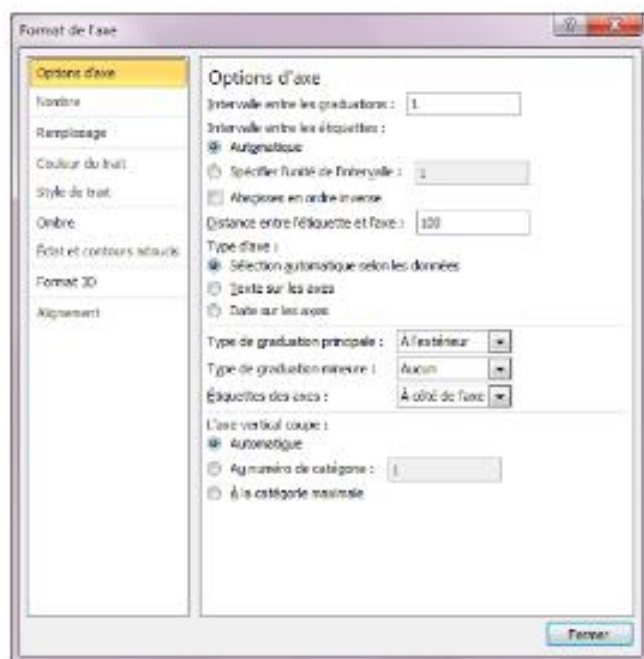 Format de l'axe
Options d'axe
Nombre
Remplissage
Couleur du trait
Style de trait
Ombre
Éclat et contours adoucis
Format 3D
Alignement
Options d'axe
Intervalle entre les graduations : 1
Intervalle entre les étiquettes :
Automatique
Spécifier l'unité de l'intervalle : 1
Abscisses en ordre inverse
Distance entre l'étiquette et l'axe : 100
Type d'axe :
Sélection automatique selon les données
Texte sur les axes
Date sur les axes
Type de graduation principale : À l'extérieur
Type de graduation mineure : Aucun
Étiquettes des axes : À côté de l'axe
L'axe vertical coupe :
Automatique
Au numéro de catégorie : 1
À la catégorie maximale
Fermer